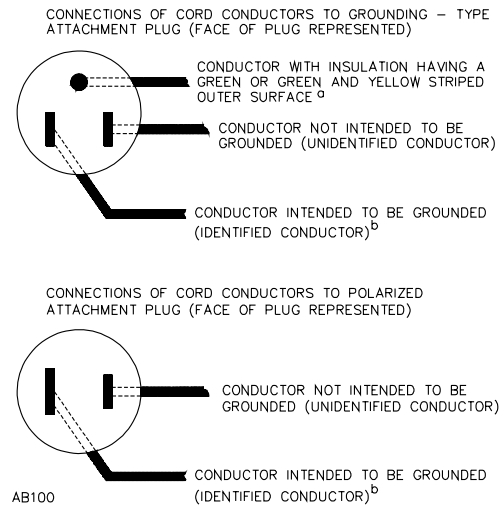 CONNECTIONS OF CORD CONDUCTORS TO GROUNDING – TYPE
ATTACHMENT PLUG (FACE OF PLUG REPRESENTED)
CONDUCTOR WITH INSULATION HAVING A
GREEN OR GREEN AND YELLOW STRIPED
OUTER SURFACE a
CONDUCTOR NOT INTENDED TO BE
GROUNDED (UNIDENTIFIED CONDUCTOR)
CONDUCTOR INTENDED TO BE GROUNDED
(IDENTIFIED CONDUCTOR)b
CONNECTIONS OF CORD CONDUCTORS TO POLARIZED
ATTACHMENT PLUG (FACE OF PLUG REPRESENTED)
CONDUCTOR NOT INTENDED TO BE
GROUNDED (UNIDENTIFIED CONDUCTOR)
CONDUCTOR INTENDED TO BE GROUNDED
(IDENTIFIED CONDUCTOR)b
AB100